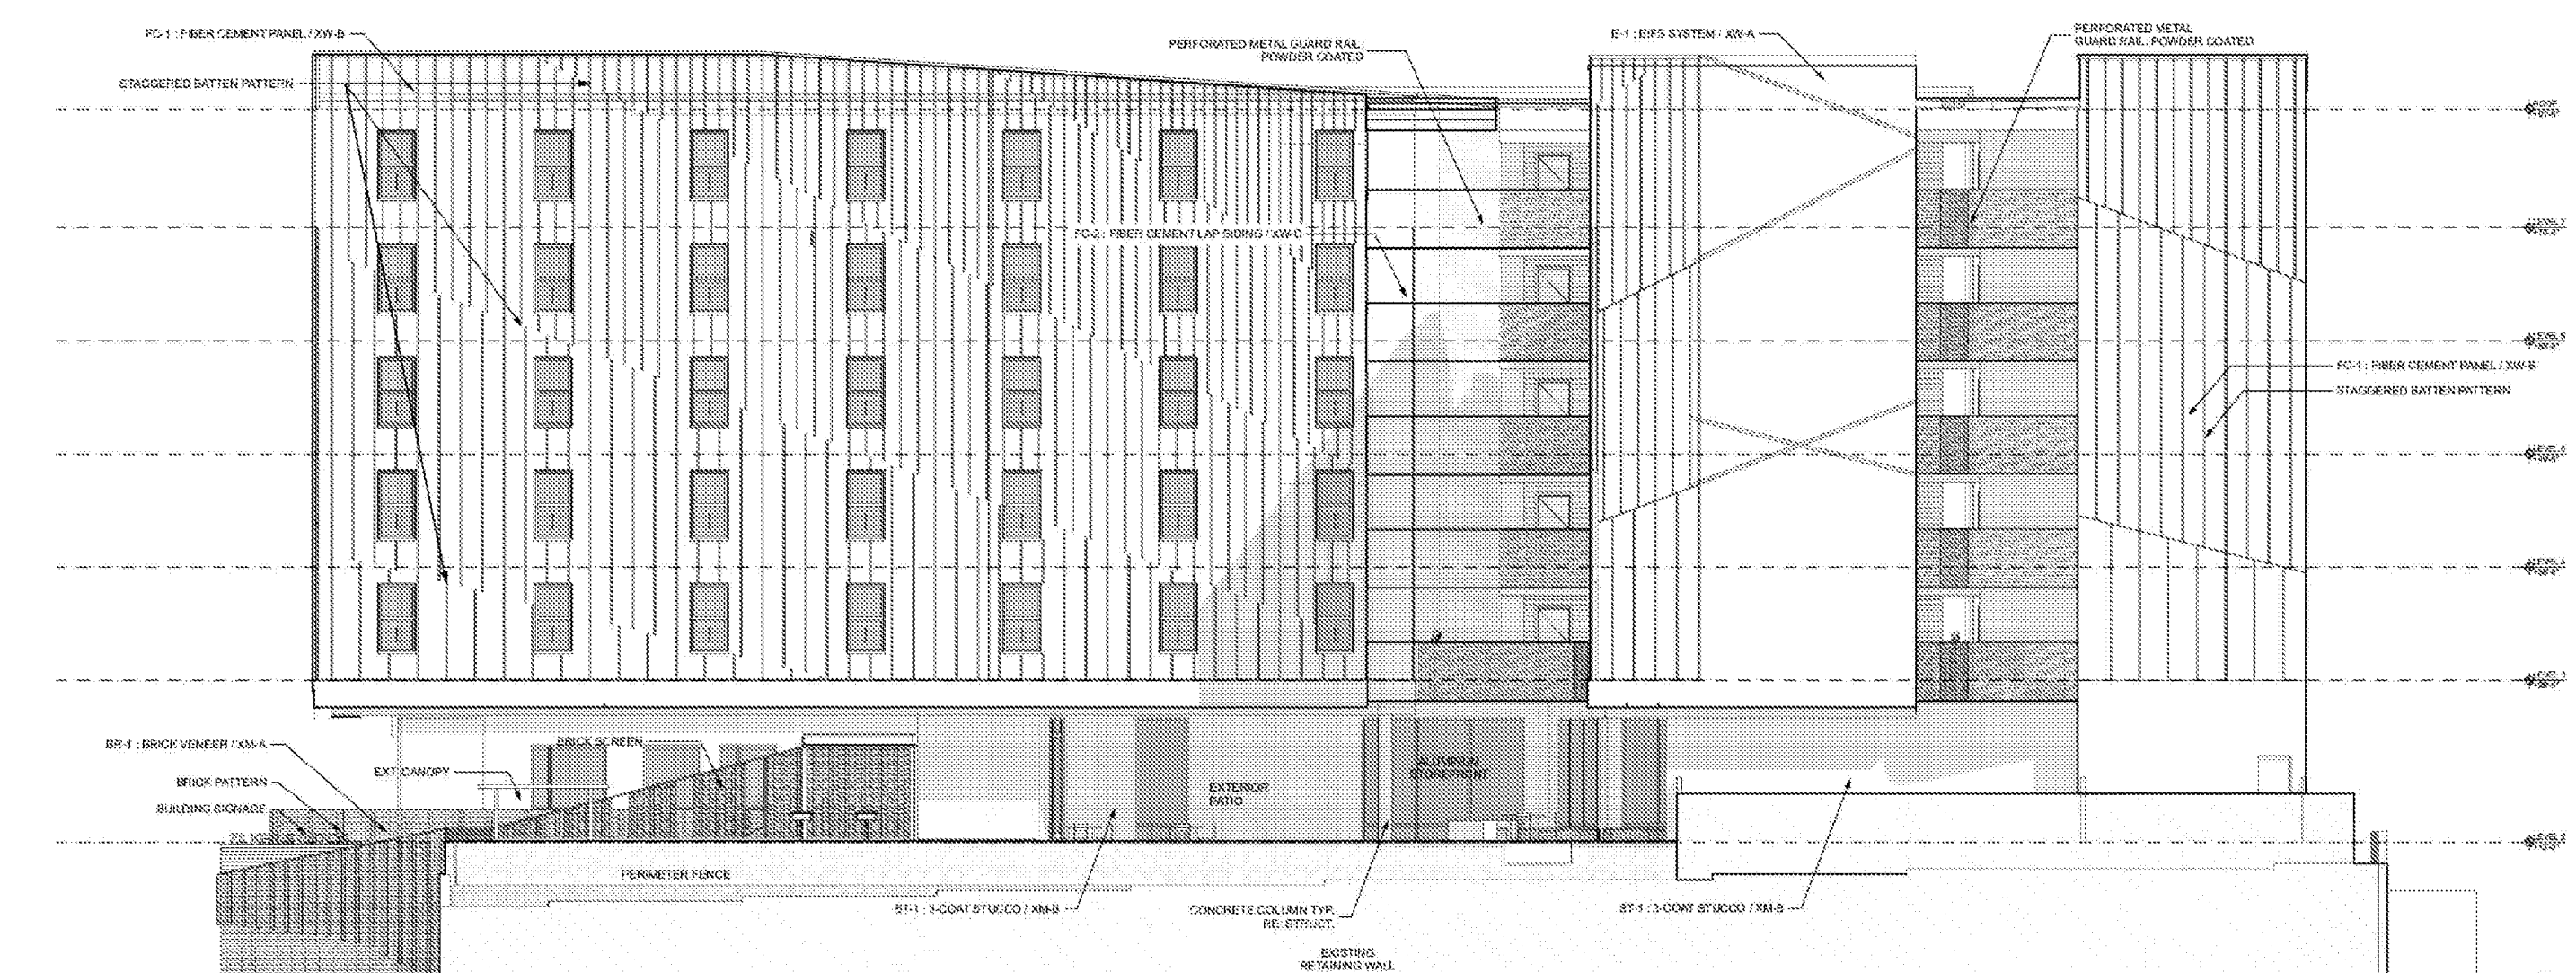 FC-1 : FIBER CEMENT PANEL / XW-B
STAGGERED BATTEN PATTERN
PERFORATED METAL GUARD RAIL;
POWDER COATED
E-1 : EIFS SYSTEM / XW-A
PERFORATED METAL
GUARD RAIL; POWDER COATED
FC-2 : FIBER CEMENT LAP SIDING / XW-C
FC-1 : FIBER CEMENT PANEL / XW-B
STAGGERED BATTEN PATTERN
BR-1 : BRICK VENEER / XM-A
BRICK PATTERN
BUILDING SIGNAGE
EXT CANOPY
BRICK SCREEN
EXTERIOR
PATIO
ALUMINUM
STOREFRONT
PERIMETER FENCE
ST-1 : 3-COAT STUCCO / XM-B
CONCRETE COLUMN TYP.
RE: STRUCT.
EXISTING
RETAINING WALL
ST-1 : 3-COAT STUCCO / XM-B